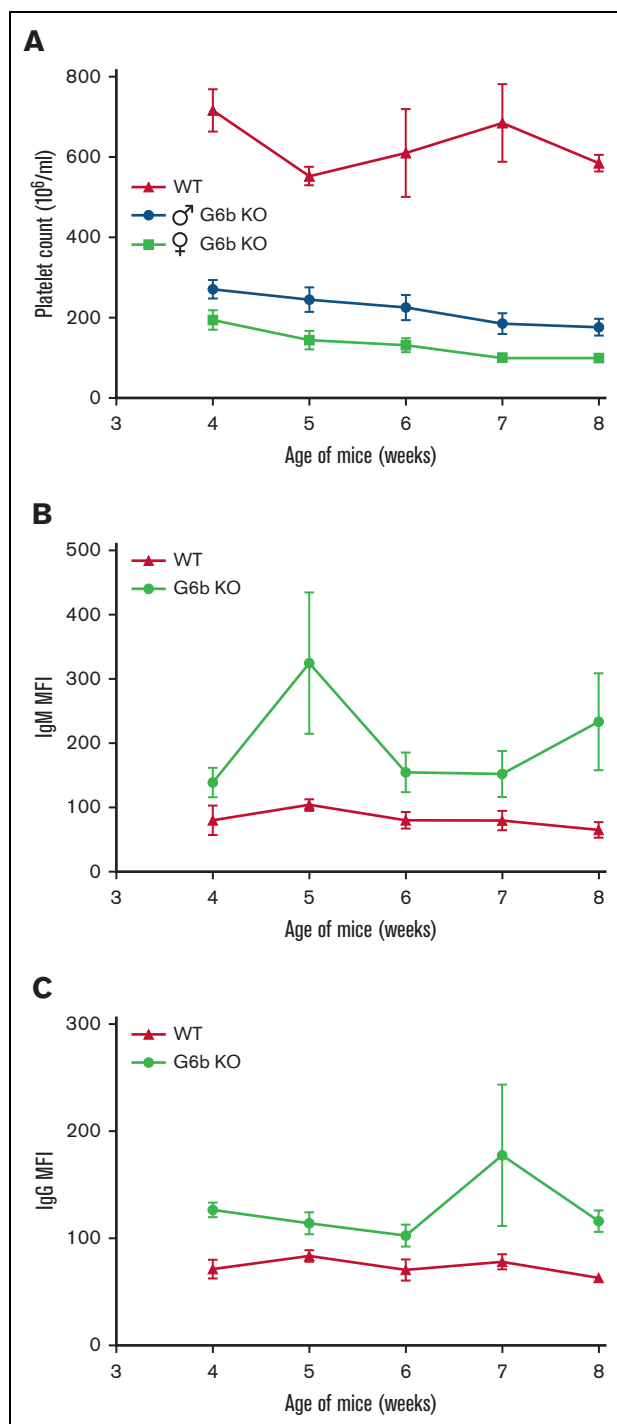 A
800
600
400
200
0
Platelet count (10⁶/ml)
WT
♂ G6b KO
♀ G6b KO
3 4 5 6 7 8
Age of mice (weeks)
B
500
400
300
200
100
0
IgM MFI
WT
G6b KO
3 4 5 6 7 8
Age of mice (weeks)
C
300
200
100
0
IgG MFI
WT
G6b KO
3 4 5 6 7 8
Age of mice (weeks)